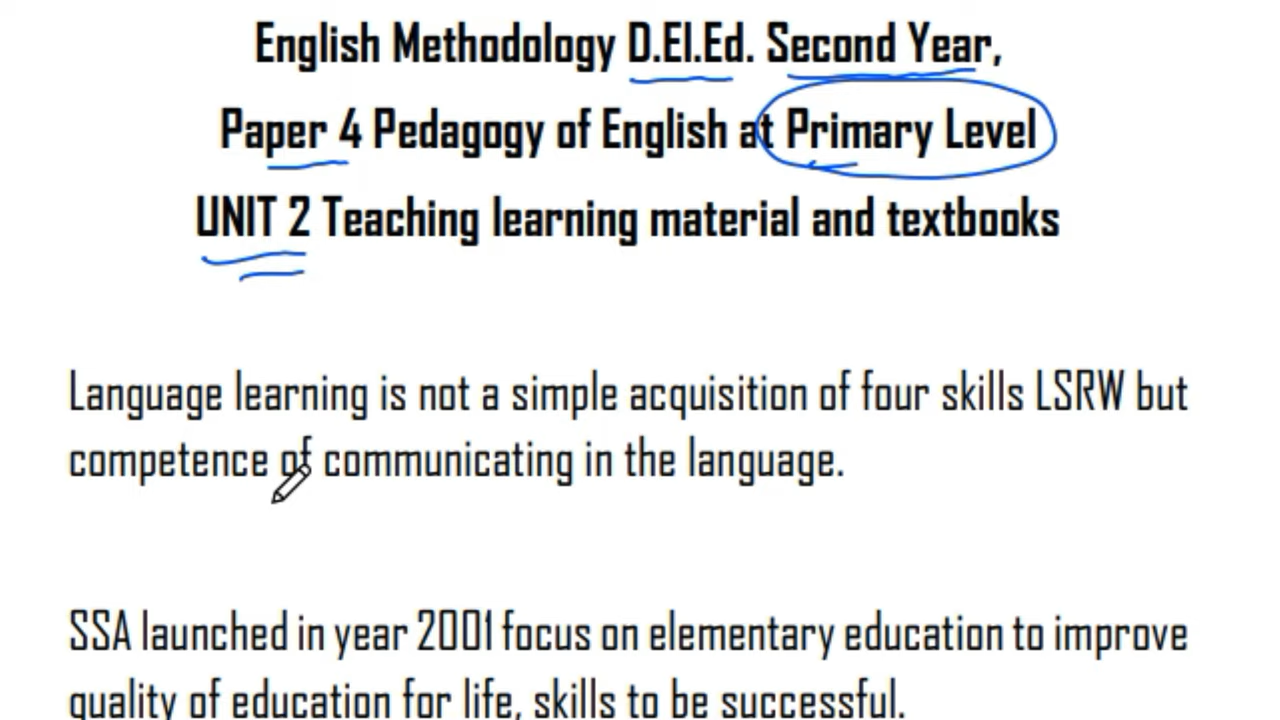 English Methodology D.El.Ed. Second Year,
Paper 4 Pedagogy of English at Primary Level
UNIT 2 Teaching learning material and textbooks
Language learning is not a simple acquisition of four skills LSRW but
competence of communicating in the language.
SSA launched in year 2001 focus on elementary education to improve
quality of education for life, skills to be successful.